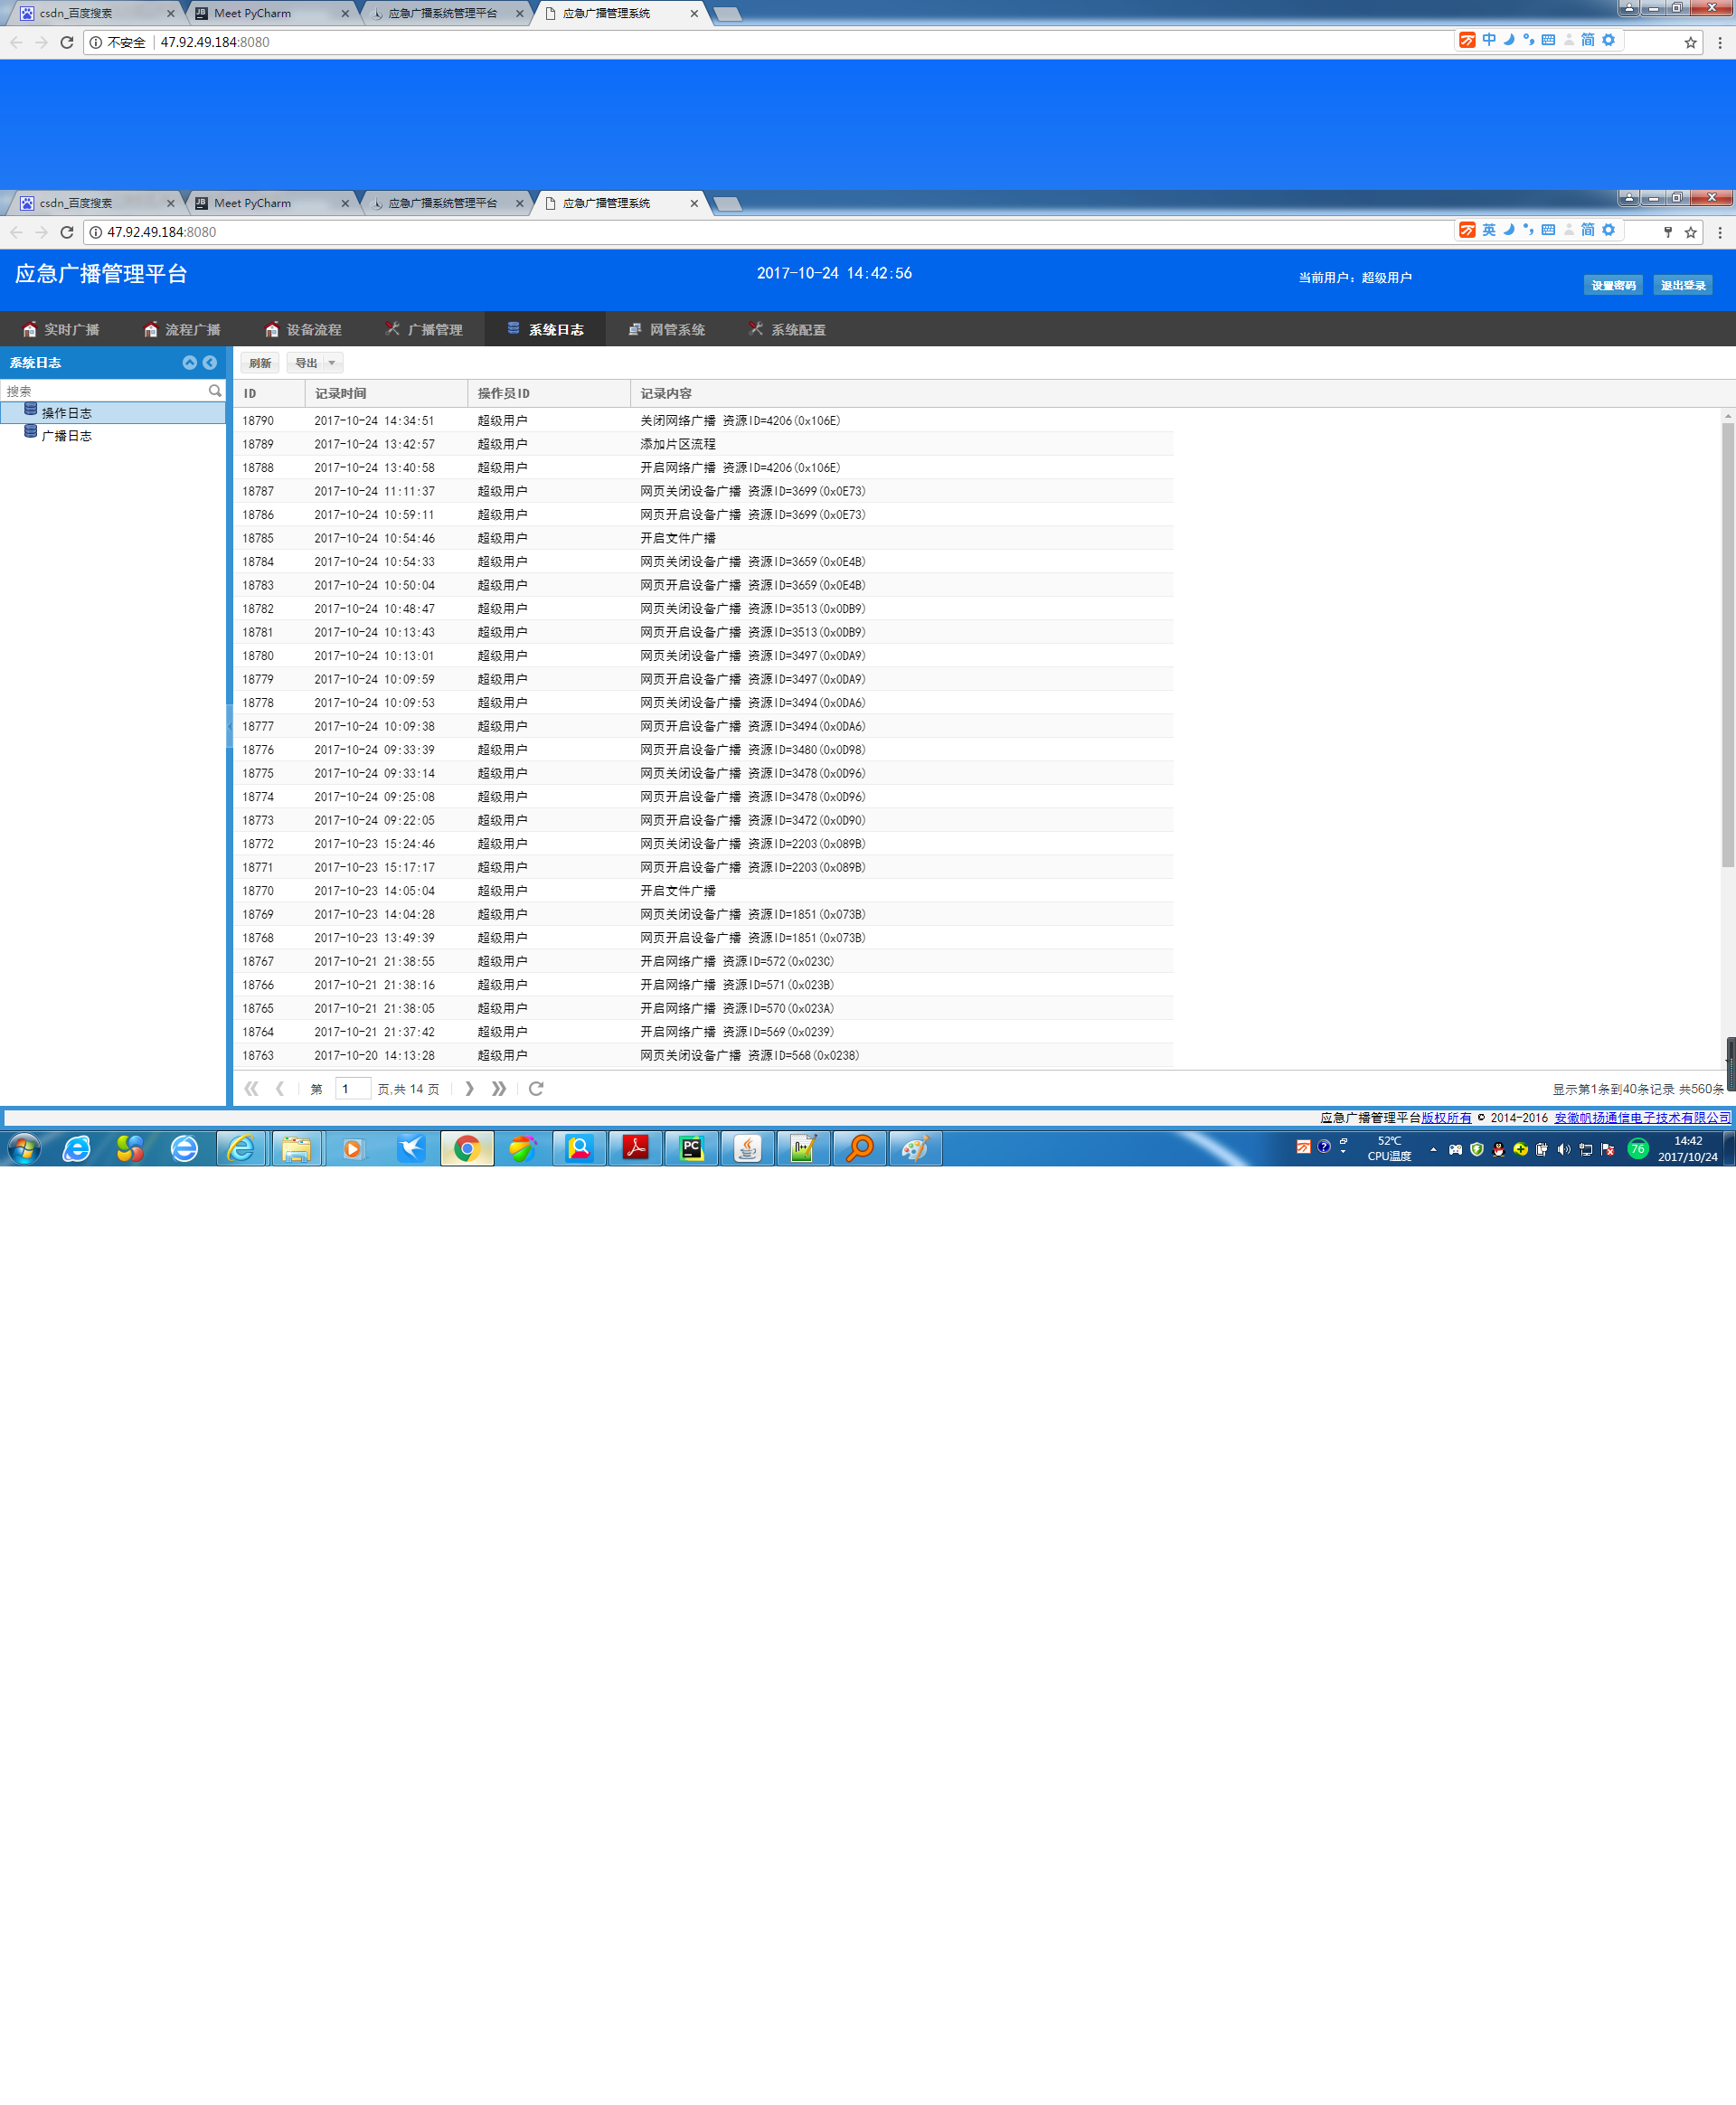 csdn_百度搜索 Meet PyCharm 应急广播系统管理平台 应急广播管理系统
不安全 47.92.49.184:8080 中 简
csdn_百度搜索 Meet PyCharm 应急广播系统管理平台 应急广播管理系统
47.92.49.184:8080 英 简
应急广播管理平台 2017-10-24 14:42:56 当前用户：超级用户 设置密码 退出登录
实时广播 流程广播 设备流程 广播管理 系统日志 网管系统 系统配置
系统日志 刷新 导出
搜索 ID 记录时间 操作员ID 记录内容
操作日志
广播日志
18790 2017-10-24 14:34:51 超级用户 关闭网络广播 资源ID=4206(0x106E)
18789 2017-10-24 13:42:57 超级用户 添加片区流程
18788 2017-10-24 13:40:58 超级用户 开启网络广播 资源ID=4206(0x106E)
18787 2017-10-24 11:11:37 超级用户 网页关闭设备广播 资源ID=3699(0x0E73)
18786 2017-10-24 10:59:11 超级用户 网页开启设备广播 资源ID=3699(0x0E73)
18785 2017-10-24 10:54:46 超级用户 开启文件广播
18784 2017-10-24 10:54:33 超级用户 网页关闭设备广播 资源ID=3659(0x0E4B)
18783 2017-10-24 10:50:04 超级用户 网页开启设备广播 资源ID=3659(0x0E4B)
18782 2017-10-24 10:48:47 超级用户 网页关闭设备广播 资源ID=3513(0x0DB9)
18781 2017-10-24 10:13:43 超级用户 网页开启设备广播 资源ID=3513(0x0DB9)
18780 2017-10-24 10:13:01 超级用户 网页关闭设备广播 资源ID=3497(0x0DA9)
18779 2017-10-24 10:09:59 超级用户 网页开启设备广播 资源ID=3497(0x0DA9)
18778 2017-10-24 10:09:53 超级用户 网页关闭设备广播 资源ID=3494(0x0DA6)
18777 2017-10-24 10:09:38 超级用户 网页开启设备广播 资源ID=3494(0x0DA6)
18776 2017-10-24 09:33:39 超级用户 网页开启设备广播 资源ID=3480(0x0D98)
18775 2017-10-24 09:33:14 超级用户 网页关闭设备广播 资源ID=3478(0x0D96)
18774 2017-10-24 09:25:08 超级用户 网页开启设备广播 资源ID=3478(0x0D96)
18773 2017-10-24 09:22:05 超级用户 网页开启设备广播 资源ID=3472(0x0D90)
18772 2017-10-23 15:24:46 超级用户 网页关闭设备广播 资源ID=2203(0x089B)
18771 2017-10-23 15:17:17 超级用户 网页开启设备广播 资源ID=2203(0x089B)
18770 2017-10-23 14:05:04 超级用户 开启文件广播
18769 2017-10-23 14:04:28 超级用户 网页关闭设备广播 资源ID=1851(0x073B)
18768 2017-10-23 13:49:39 超级用户 网页开启设备广播 资源ID=1851(0x073B)
18767 2017-10-21 21:38:55 超级用户 开启网络广播 资源ID=572(0x023C)
18766 2017-10-21 21:38:16 超级用户 开启网络广播 资源ID=571(0x023B)
18765 2017-10-21 21:38:05 超级用户 开启网络广播 资源ID=570(0x023A)
18764 2017-10-21 21:37:42 超级用户 开启网络广播 资源ID=569(0x0239)
18763 2017-10-20 14:13:28 超级用户 网页关闭设备广播 资源ID=568(0x0238)
第 1 页,共 14 页 显示第1条到40条记录 共560条
应急广播管理平台版权所有 © 2014-2016 安徽帆扬通信电子技术有限公司
52℃ 14:42
CPU温度 76 2017/10/24